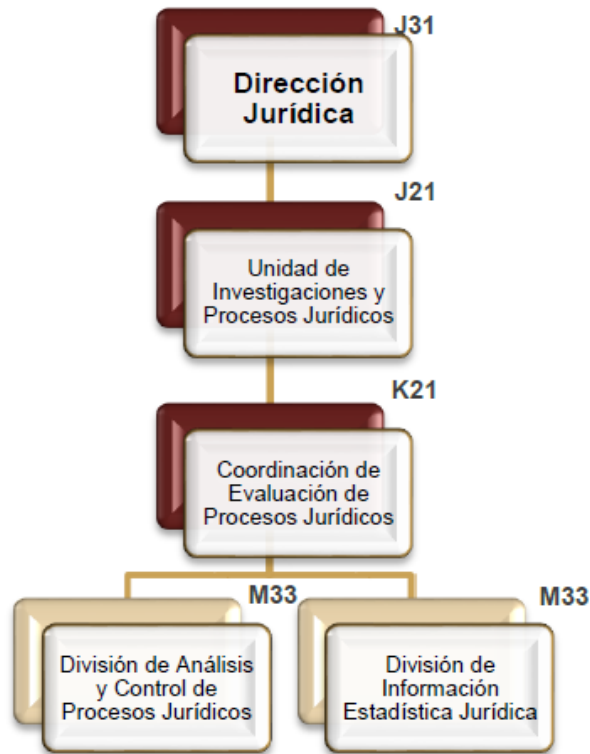 J31
Dirección
Jurídica
J21
Unidad de
Investigaciones y
Procesos Jurídicos
K21
Coordinación de
Evaluación de
Procesos Jurídicos
M33
División de Análisis
y Control de
Procesos Jurídicos
M33
División de
Información
Estadística Jurídica